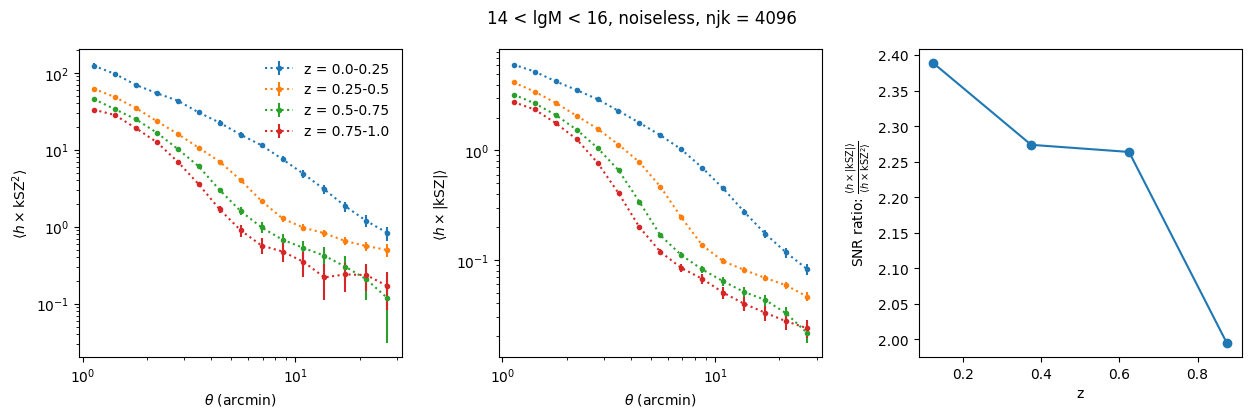 14 < lgM < 16, noiseless, njk = 4096
⟨h × kSZ²⟩
10²
10¹
10⁰
10⁻¹
z = 0.0-0.25
z = 0.25-0.5
z = 0.5-0.75
z = 0.75-1.0
10⁰
10¹
θ (arcmin)
⟨h × |kSZ|⟩
10⁰
10⁻¹
10⁰
10¹
θ (arcmin)
SNR ratio: ⟨h × |kSZ|⟩ / ⟨h × kSZ²⟩
2.40
2.35
2.30
2.25
2.20
2.15
2.10
2.05
2.00
0.2
0.4
0.6
0.8
z